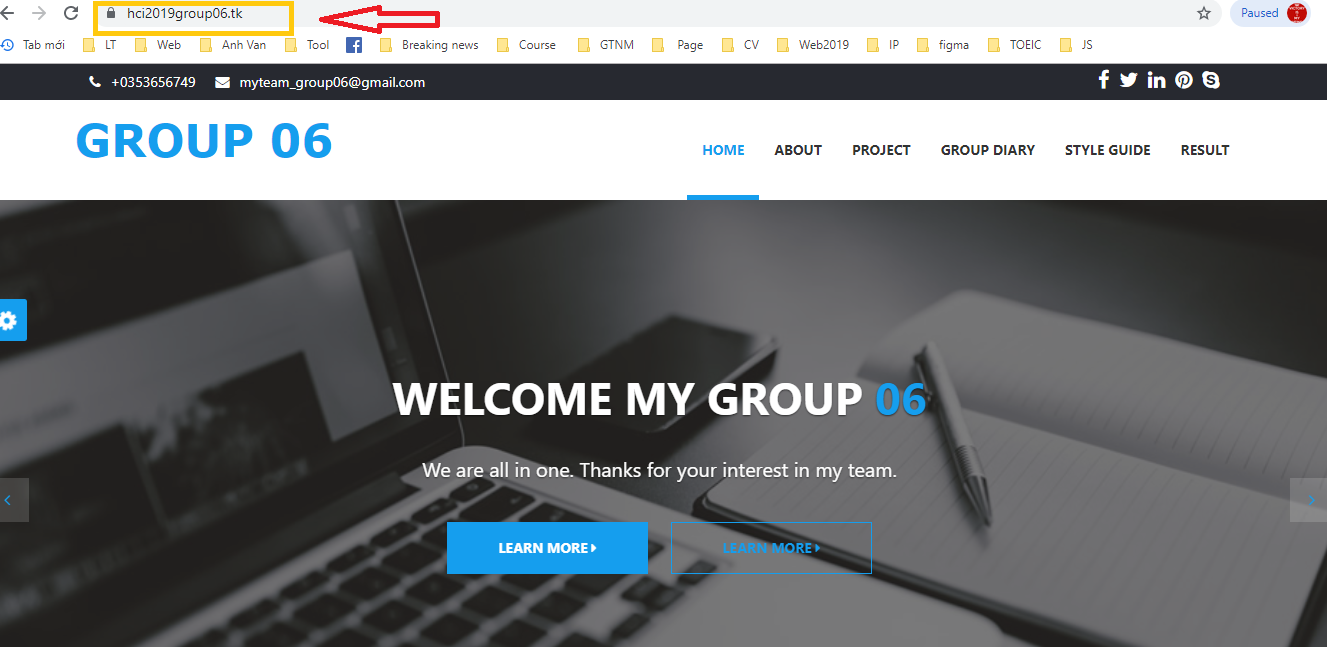 hci2019group06.tk
Paused
Tab mới LT Web Anh Van Tool Breaking news Course GTNM Page CV Web2019 IP figma TOEIC JS
+0353656749 myteam_group06@gmail.com
GROUP 06
HOME ABOUT PROJECT GROUP DIARY STYLE GUIDE RESULT
WELCOME MY GROUP 06
We are all in one. Thanks for your interest in my team.
LEARN MORE LEARN MORE